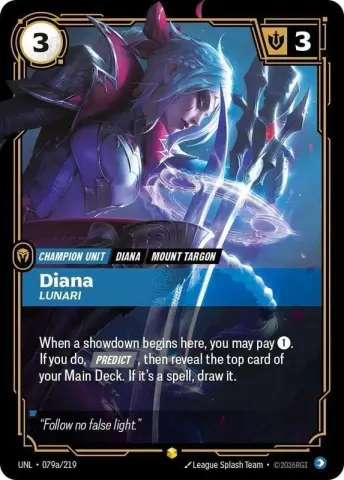 3
3
CHAMPION UNIT DIANA MOUNT TARGON
Diana
LUNARI
When a showdown begins here, you may pay 1.
If you do, PREDICT, then reveal the top card of
your Main Deck. If it's a spell, draw it.
"Follow no false light."
UNL • 079a/219 League Splash Team • ©2026RGI